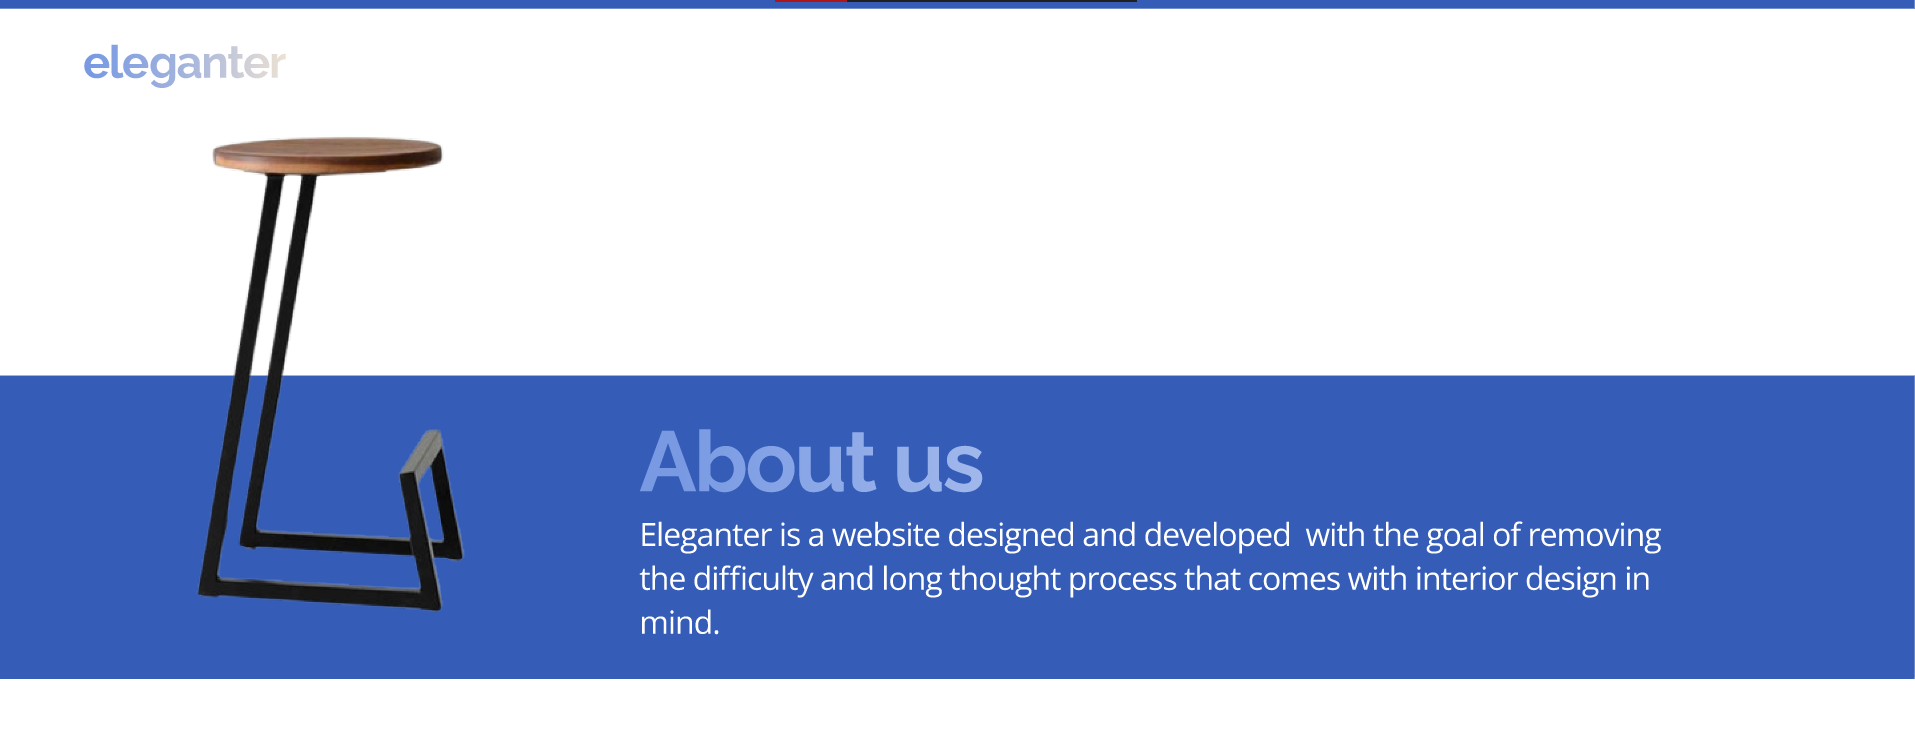 eleganter
About us
Eleganter is a website designed and developed  with the goal of removing
the difficulty and long thought process that comes with interior design in
mind.